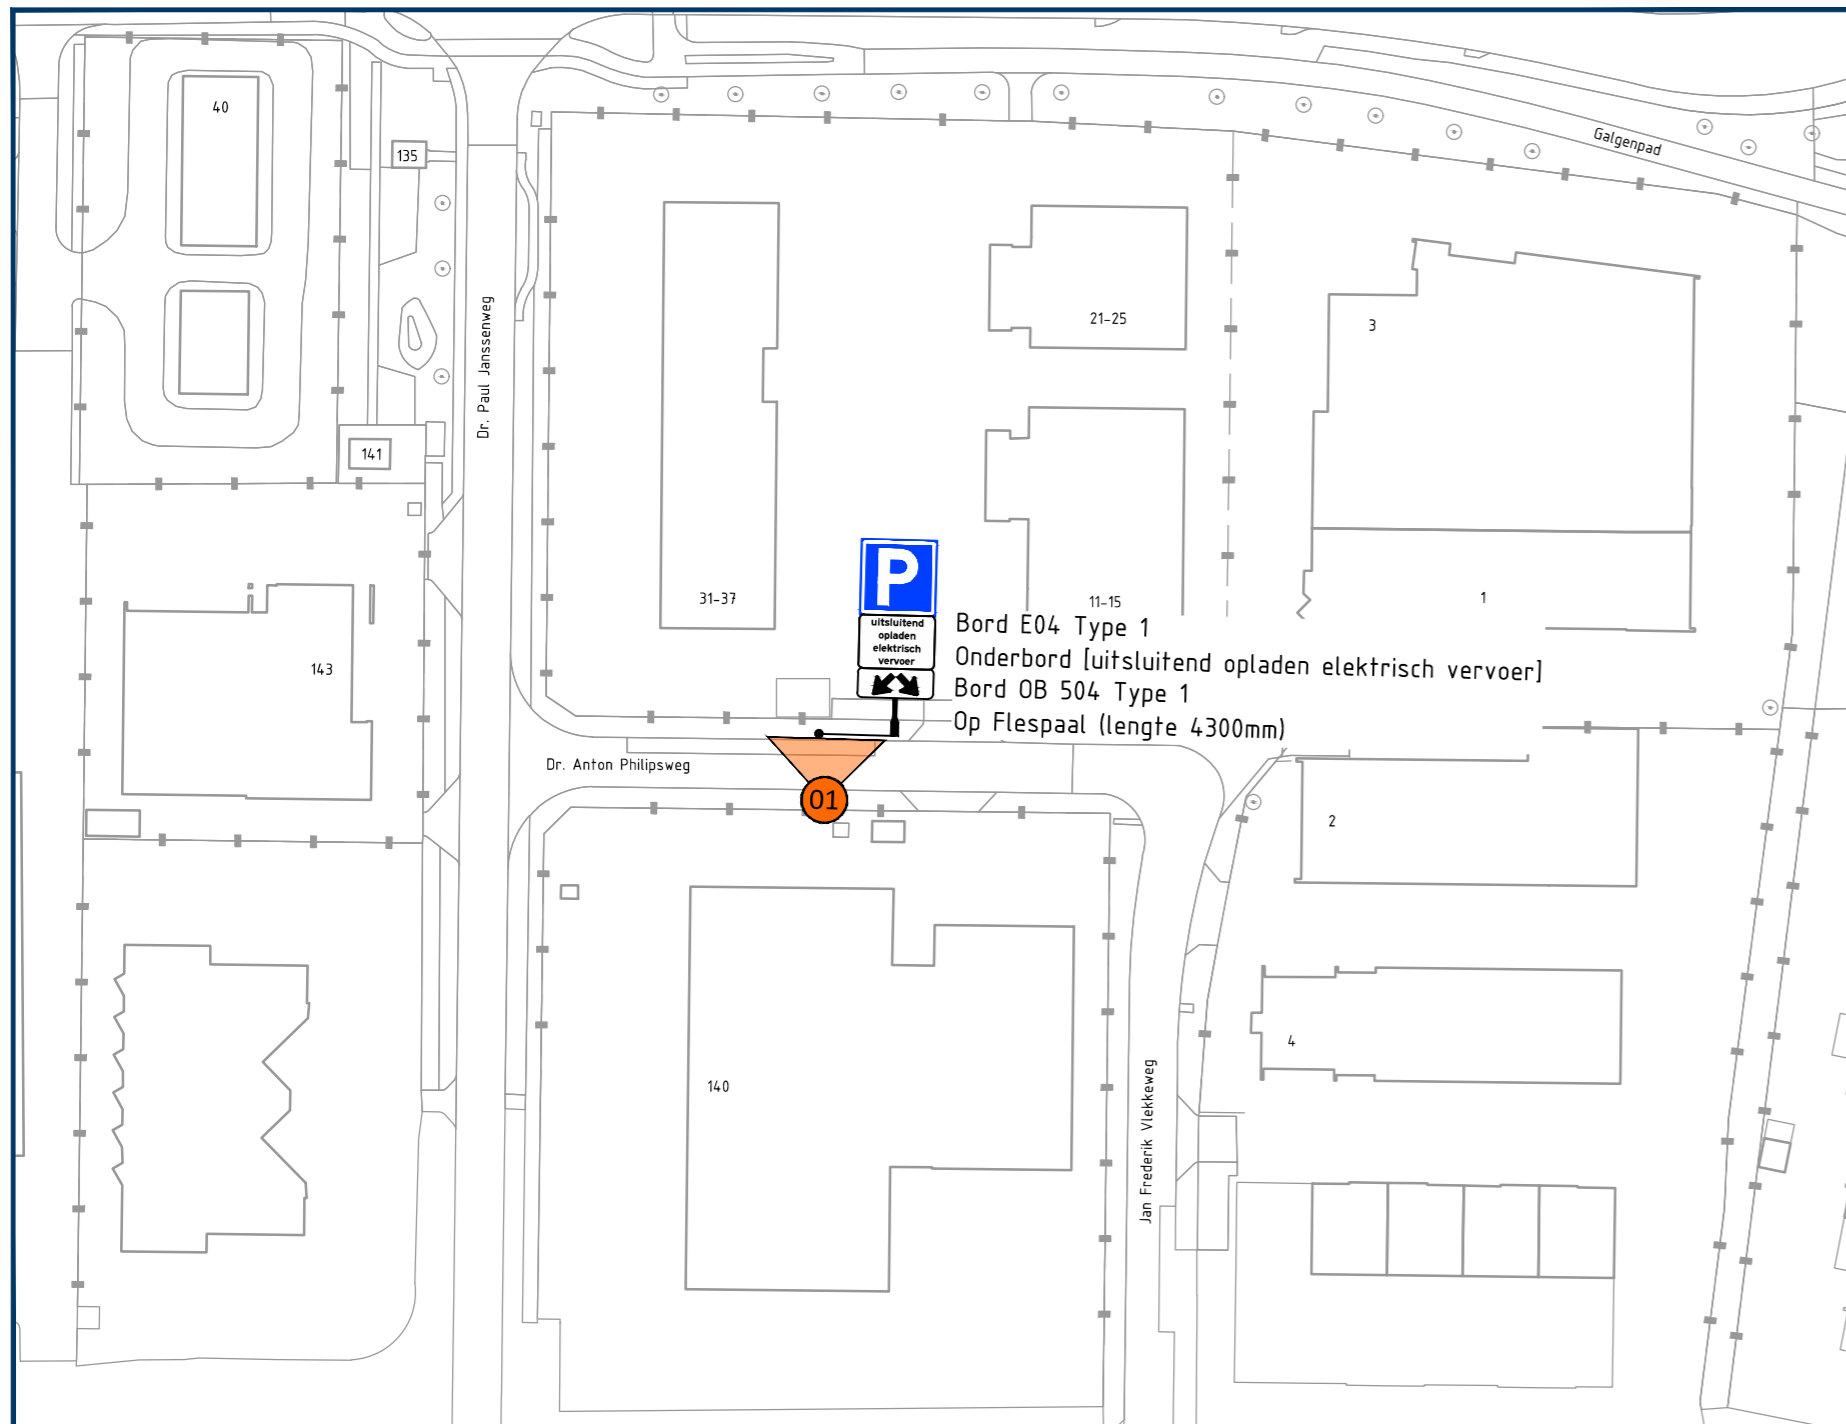 40
135
Galgenpad
Dr. Paul Janssenweg
21-25
3
141
P
31-37
11-15
1
uitsluitend
opladen
elektrisch
vervoer
Bord E04 Type 1
Onderbord [uitsluitend opladen elektrisch vervoer]
Bord OB 504 Type 1
Op Flespaal (lengte 4300mm)
143
Dr. Anton Philipsweg
01
2
4
140
Jan Frederik Vlekkeweg